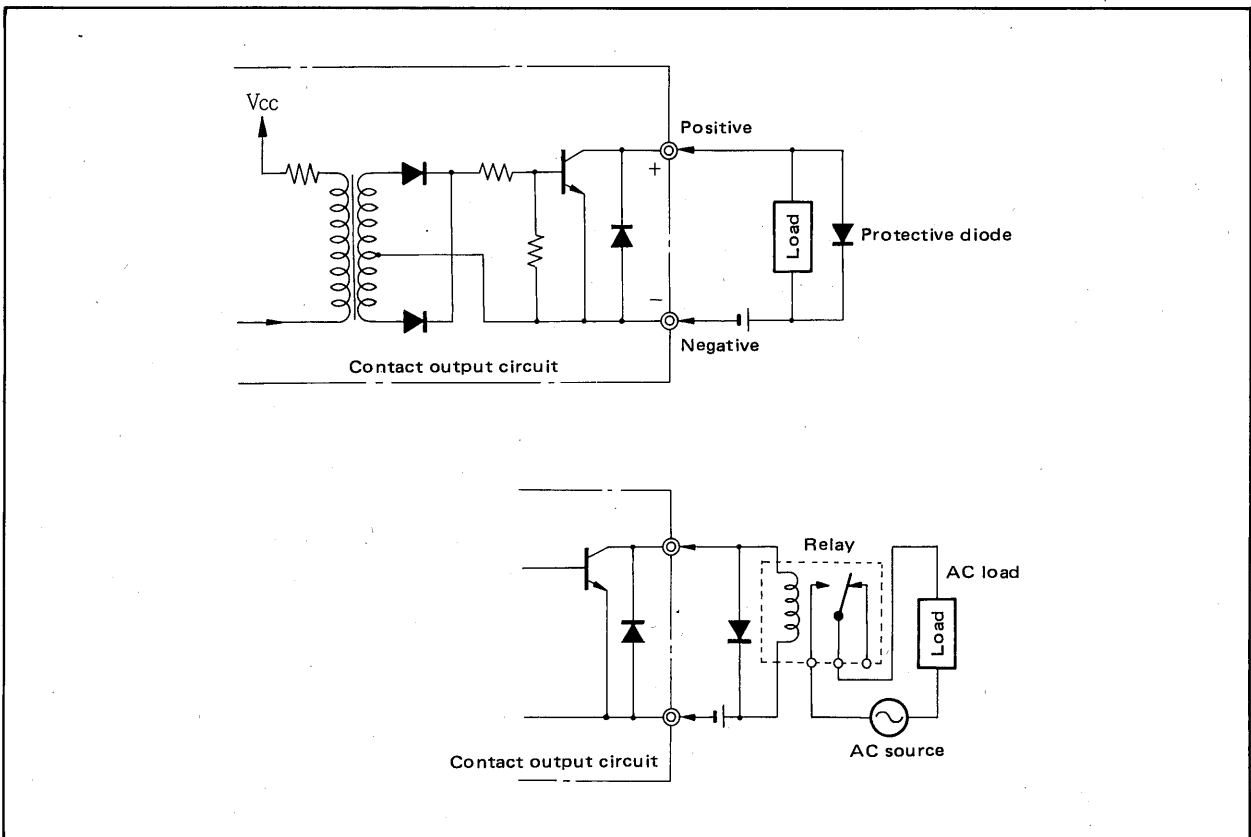 Vcc
Positive
+
Load
Protective diode
−
Negative
Contact output circuit
Relay
AC load
Load
AC source
Contact output circuit